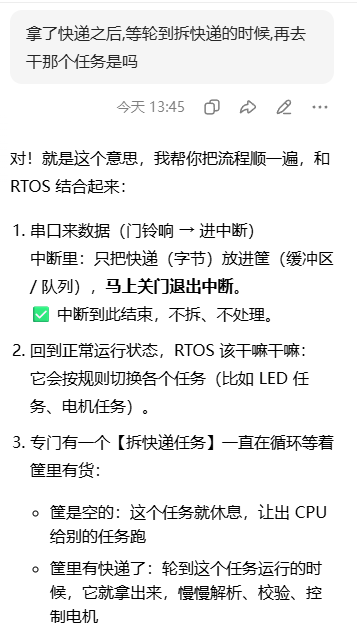 拿了快递之后,等轮到拆快递的时候,再去
干那个任务是吗
今天 13:45
对！就是这个意思，我帮你把流程顺一遍，和
RTOS 结合起来：
1. 串口来数据（门铃响 → 进中断）
中断里：只把快递（字节）放进筐（缓冲区
/ 队列），马上关门退出中断。
✅ 中断到此结束，不拆、不处理。
2. 回到正常运行状态，RTOS 该干嘛干嘛：
它会按规则切换各个任务（比如 LED 任
务、电机任务）。
3. 专门有一个【拆快递任务】一直在循环等着
筐里有货：
◦ 筐是空的：这个任务就休息，让出 CPU
给别的任务跑
◦ 筐里有快递了：轮到这个任务运行的时
候，它就拿出来，慢慢解析、校验、控
制电机